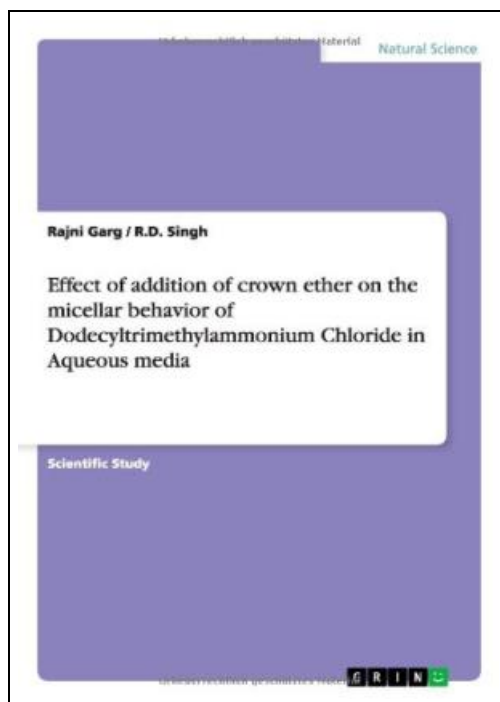 Material
Natural Science
Rajni Garg / R.D. Singh
Effect of addition of crown ether on the
micellar behavior of
Dodecyltrimethylammonium Chloride in
Aqueous media
Scientific Study
GRIN